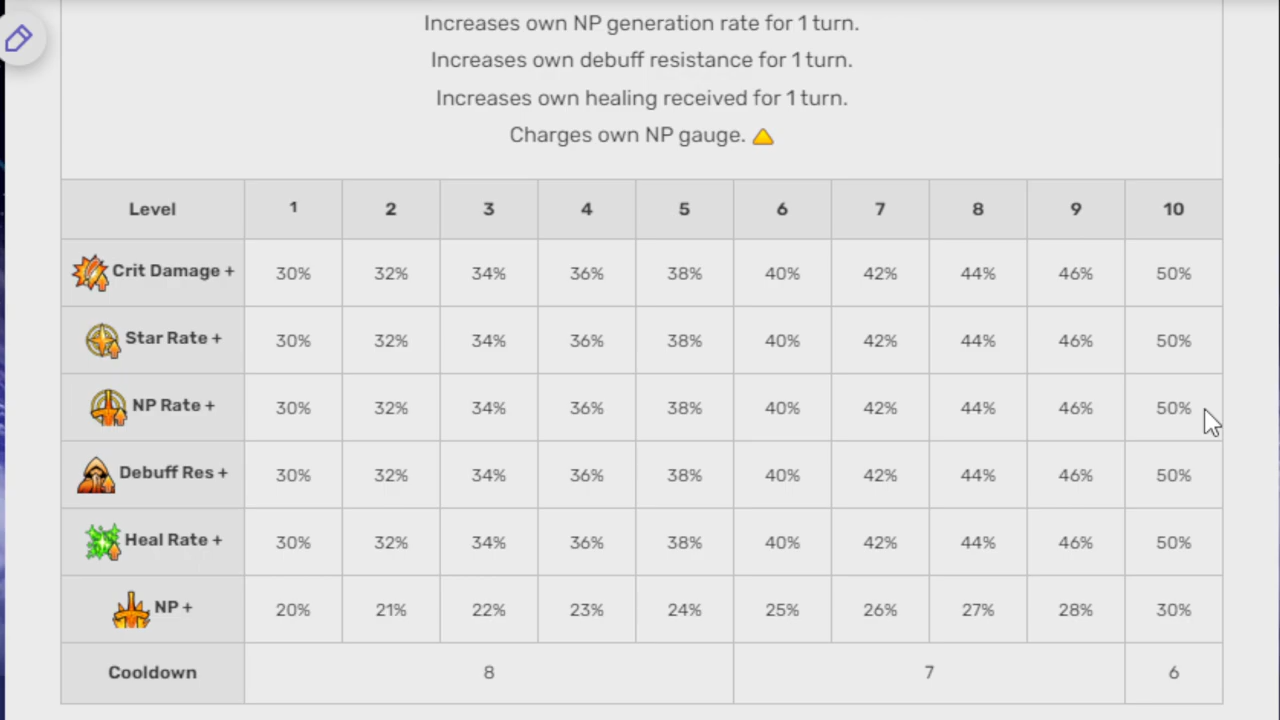 Increases own NP generation rate for 1 turn.
Increases own debuff resistance for 1 turn.
Increases own healing received for 1 turn.
Charges own NP gauge.
Level 1 2 3 4 5 6 7 8 9 10
Crit Damage + 30% 32% 34% 36% 38% 40% 42% 44% 46% 50%
Star Rate + 30% 32% 34% 36% 38% 40% 42% 44% 46% 50%
NP Rate + 30% 32% 34% 36% 38% 40% 42% 44% 46% 50%
Debuff Res + 30% 32% 34% 36% 38% 40% 42% 44% 46% 50%
Heal Rate + 30% 32% 34% 36% 38% 40% 42% 44% 46% 50%
NP + 20% 21% 22% 23% 24% 25% 26% 27% 28% 30%
Cooldown 8 7 6